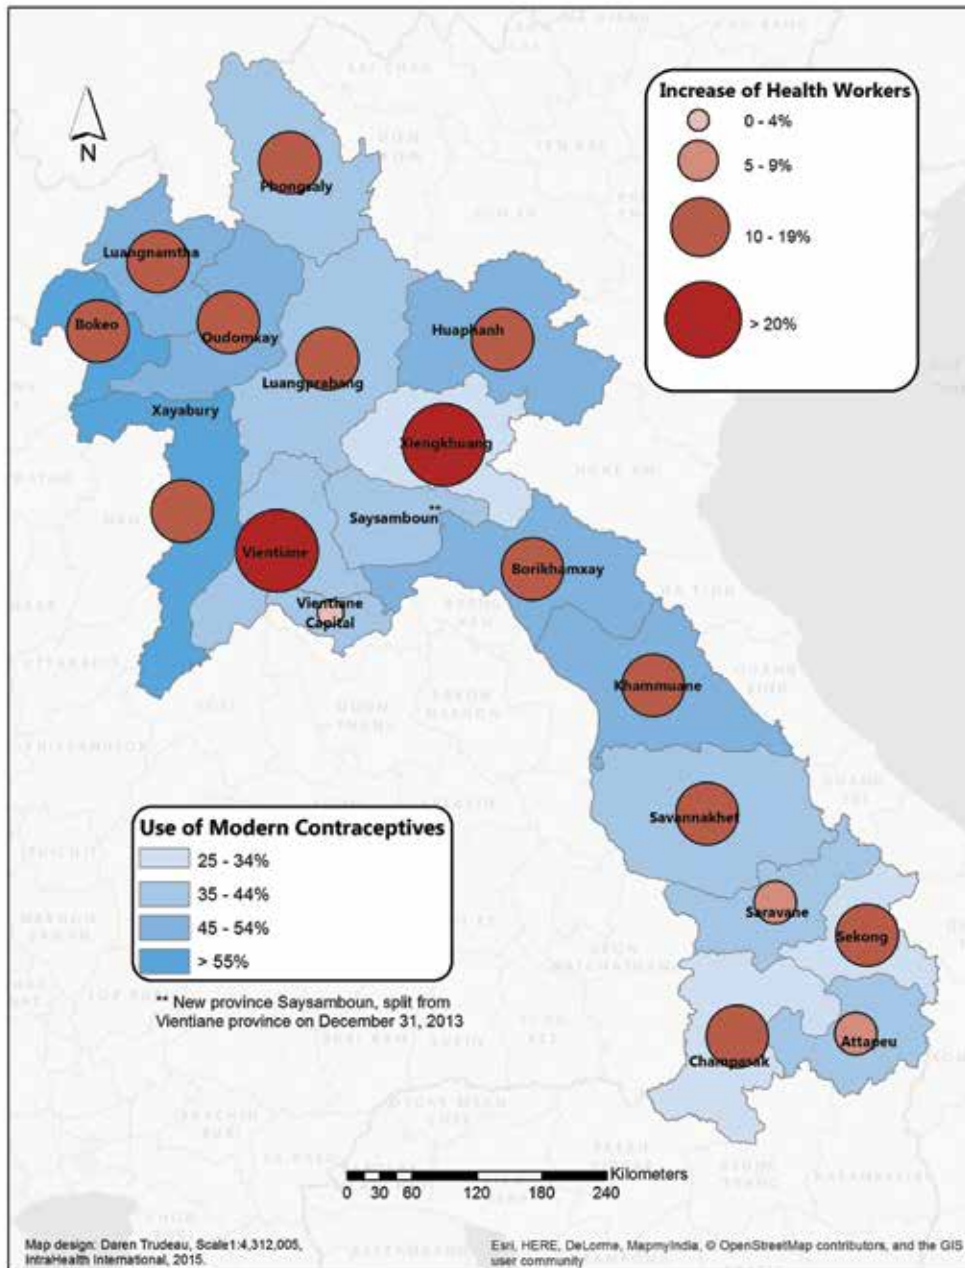 N
Increase of Health Workers
0 - 4%
5 - 9%
10 - 19%
> 20%
Phongsaly
Luangnamtha
Bokeo
Oudomxay
Huaphanh
Luangprabang
Xayabury
Xiengkhuang
Saysamboun**
Vientiane
Borikhamxay
Vientiane
Capital
Khammuane
Savannakhet
Saravane
Sekong
Attapeu
Champasak
Use of Modern Contraceptives
25 - 34%
35 - 44%
45 - 54%
> 55%
** New province Saysamboun, split from
Vientiane province on December 31, 2013
Kilometers
0 30 60 120 180 240
Map design: Daren Trudeau, Scale1:4,312,005,
IntraHealth International, 2015.
Esri, HERE, DeLorme, MapmyIndia, © OpenStreetMap contributors, and the GIS
user community